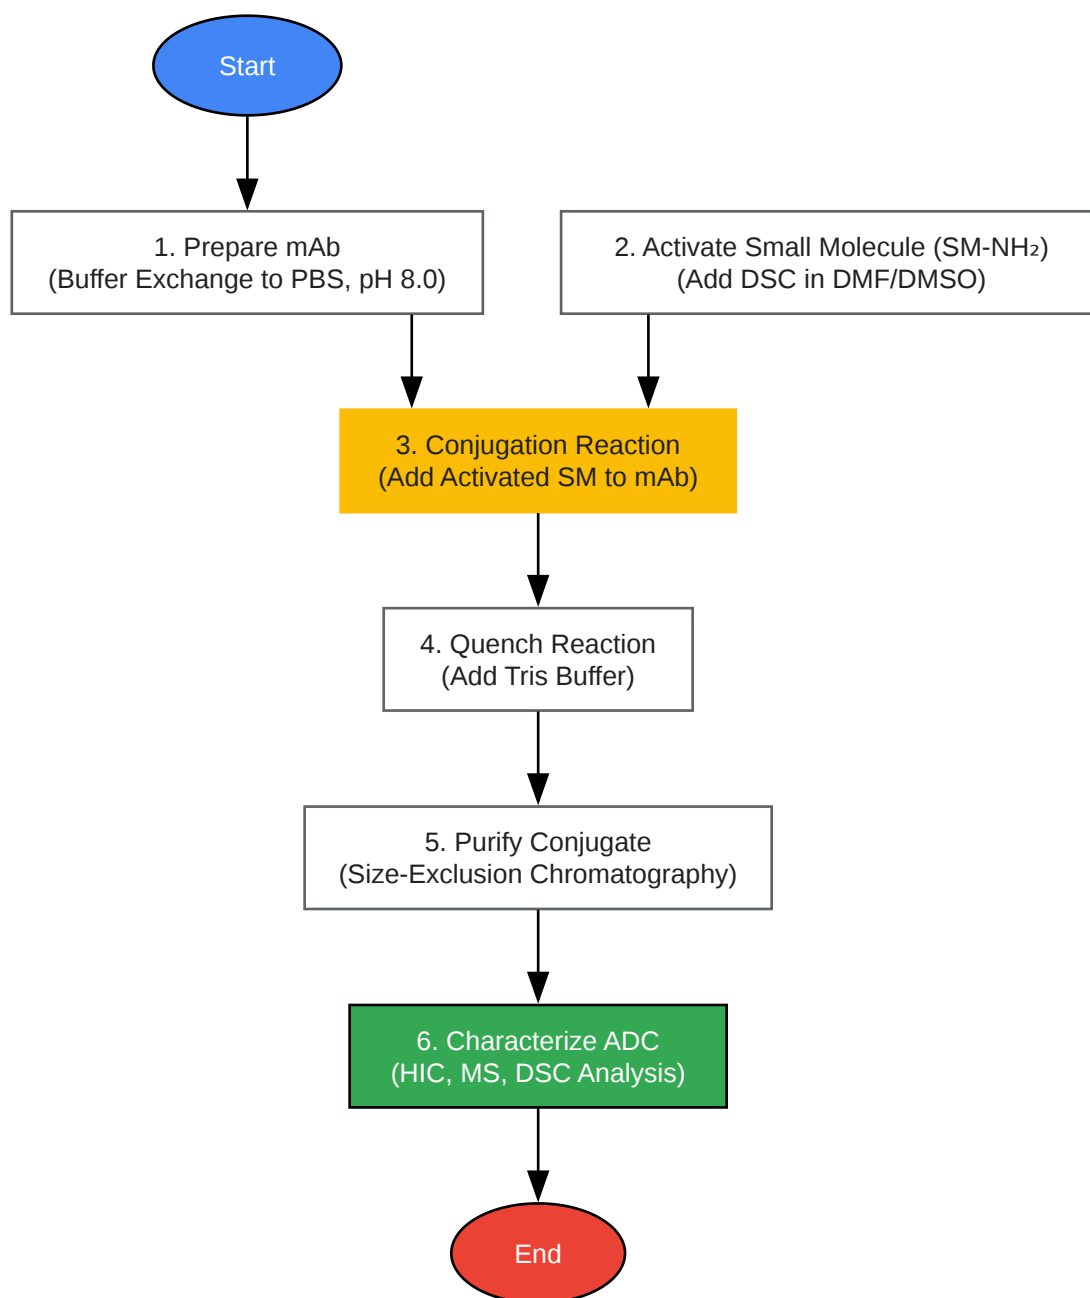 Start
1. Prepare mAb
(Buffer Exchange to PBS, pH 8.0)
2. Activate Small Molecule (SM-NH₂)
(Add DSC in DMF/DMSO)
3. Conjugation Reaction
(Add Activated SM to mAb)
4. Quench Reaction
(Add Tris Buffer)
5. Purify Conjugate
(Size-Exclusion Chromatography)
6. Characterize ADC
(HIC, MS, DSC Analysis)
End